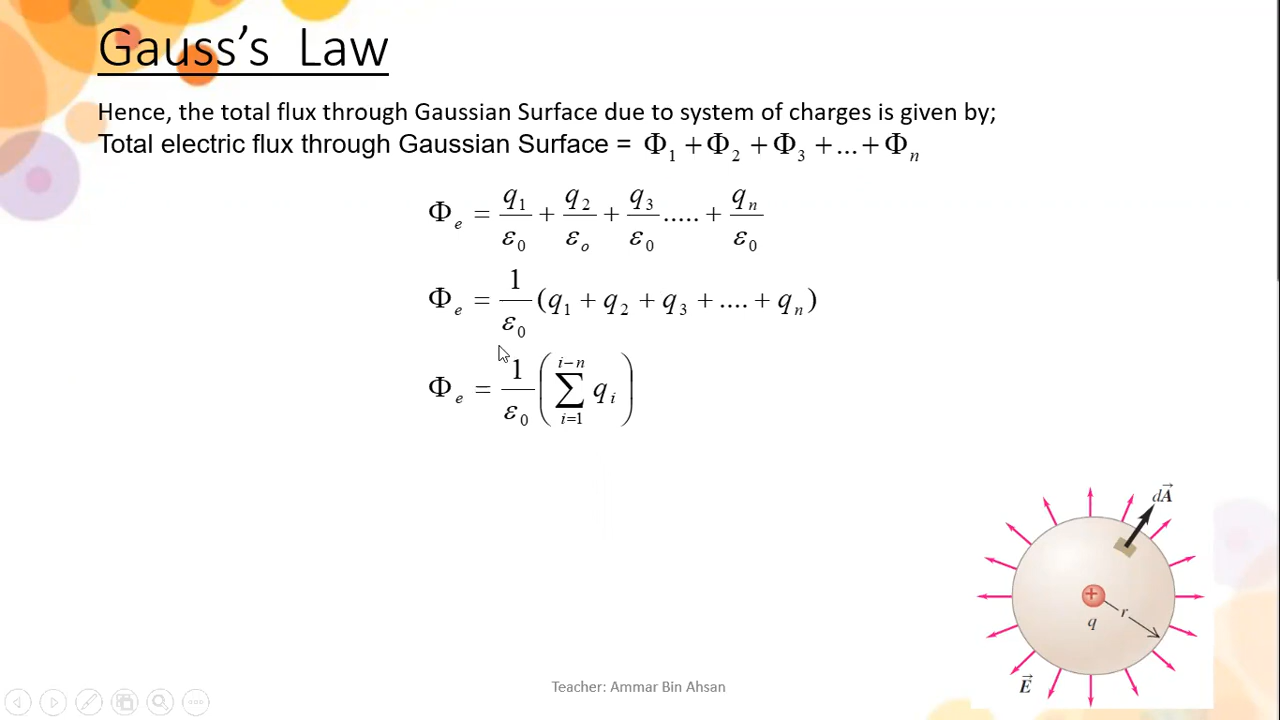 Gauss's Law
Hence, the total flux through Gaussian Surface due to system of charges is given by;
Total electric flux through Gaussian Surface = Φ₁ + Φ₂ + Φ₃ + ... + Φₙ
Φₑ = q₁/ε₀ + q₂/εₒ + q₃/ε₀ ..... + qₙ/ε₀
Φₑ = 1/ε₀ (q₁ + q₂ + q₃ + .... + qₙ)
Φₑ = 1/ε₀ (∑_{i=1}^{i−n} qᵢ)
dA⃗
+
r
q
E⃗
Teacher: Ammar Bin Ahsan